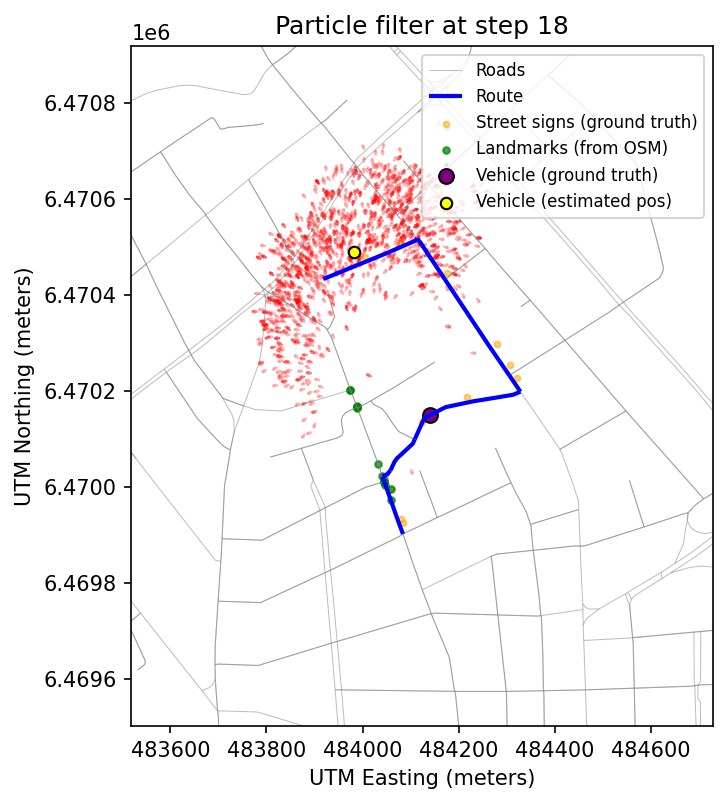 Particle filter at step 18
1e6
Roads
Route
Street signs (ground truth)
Landmarks (from OSM)
Vehicle (ground truth)
Vehicle (estimated pos)
6.4708
6.4706
6.4704
6.4702
6.4700
6.4698
6.4696
UTM Northing (meters)
483600 483800 484000 484200 484400 484600
UTM Easting (meters)